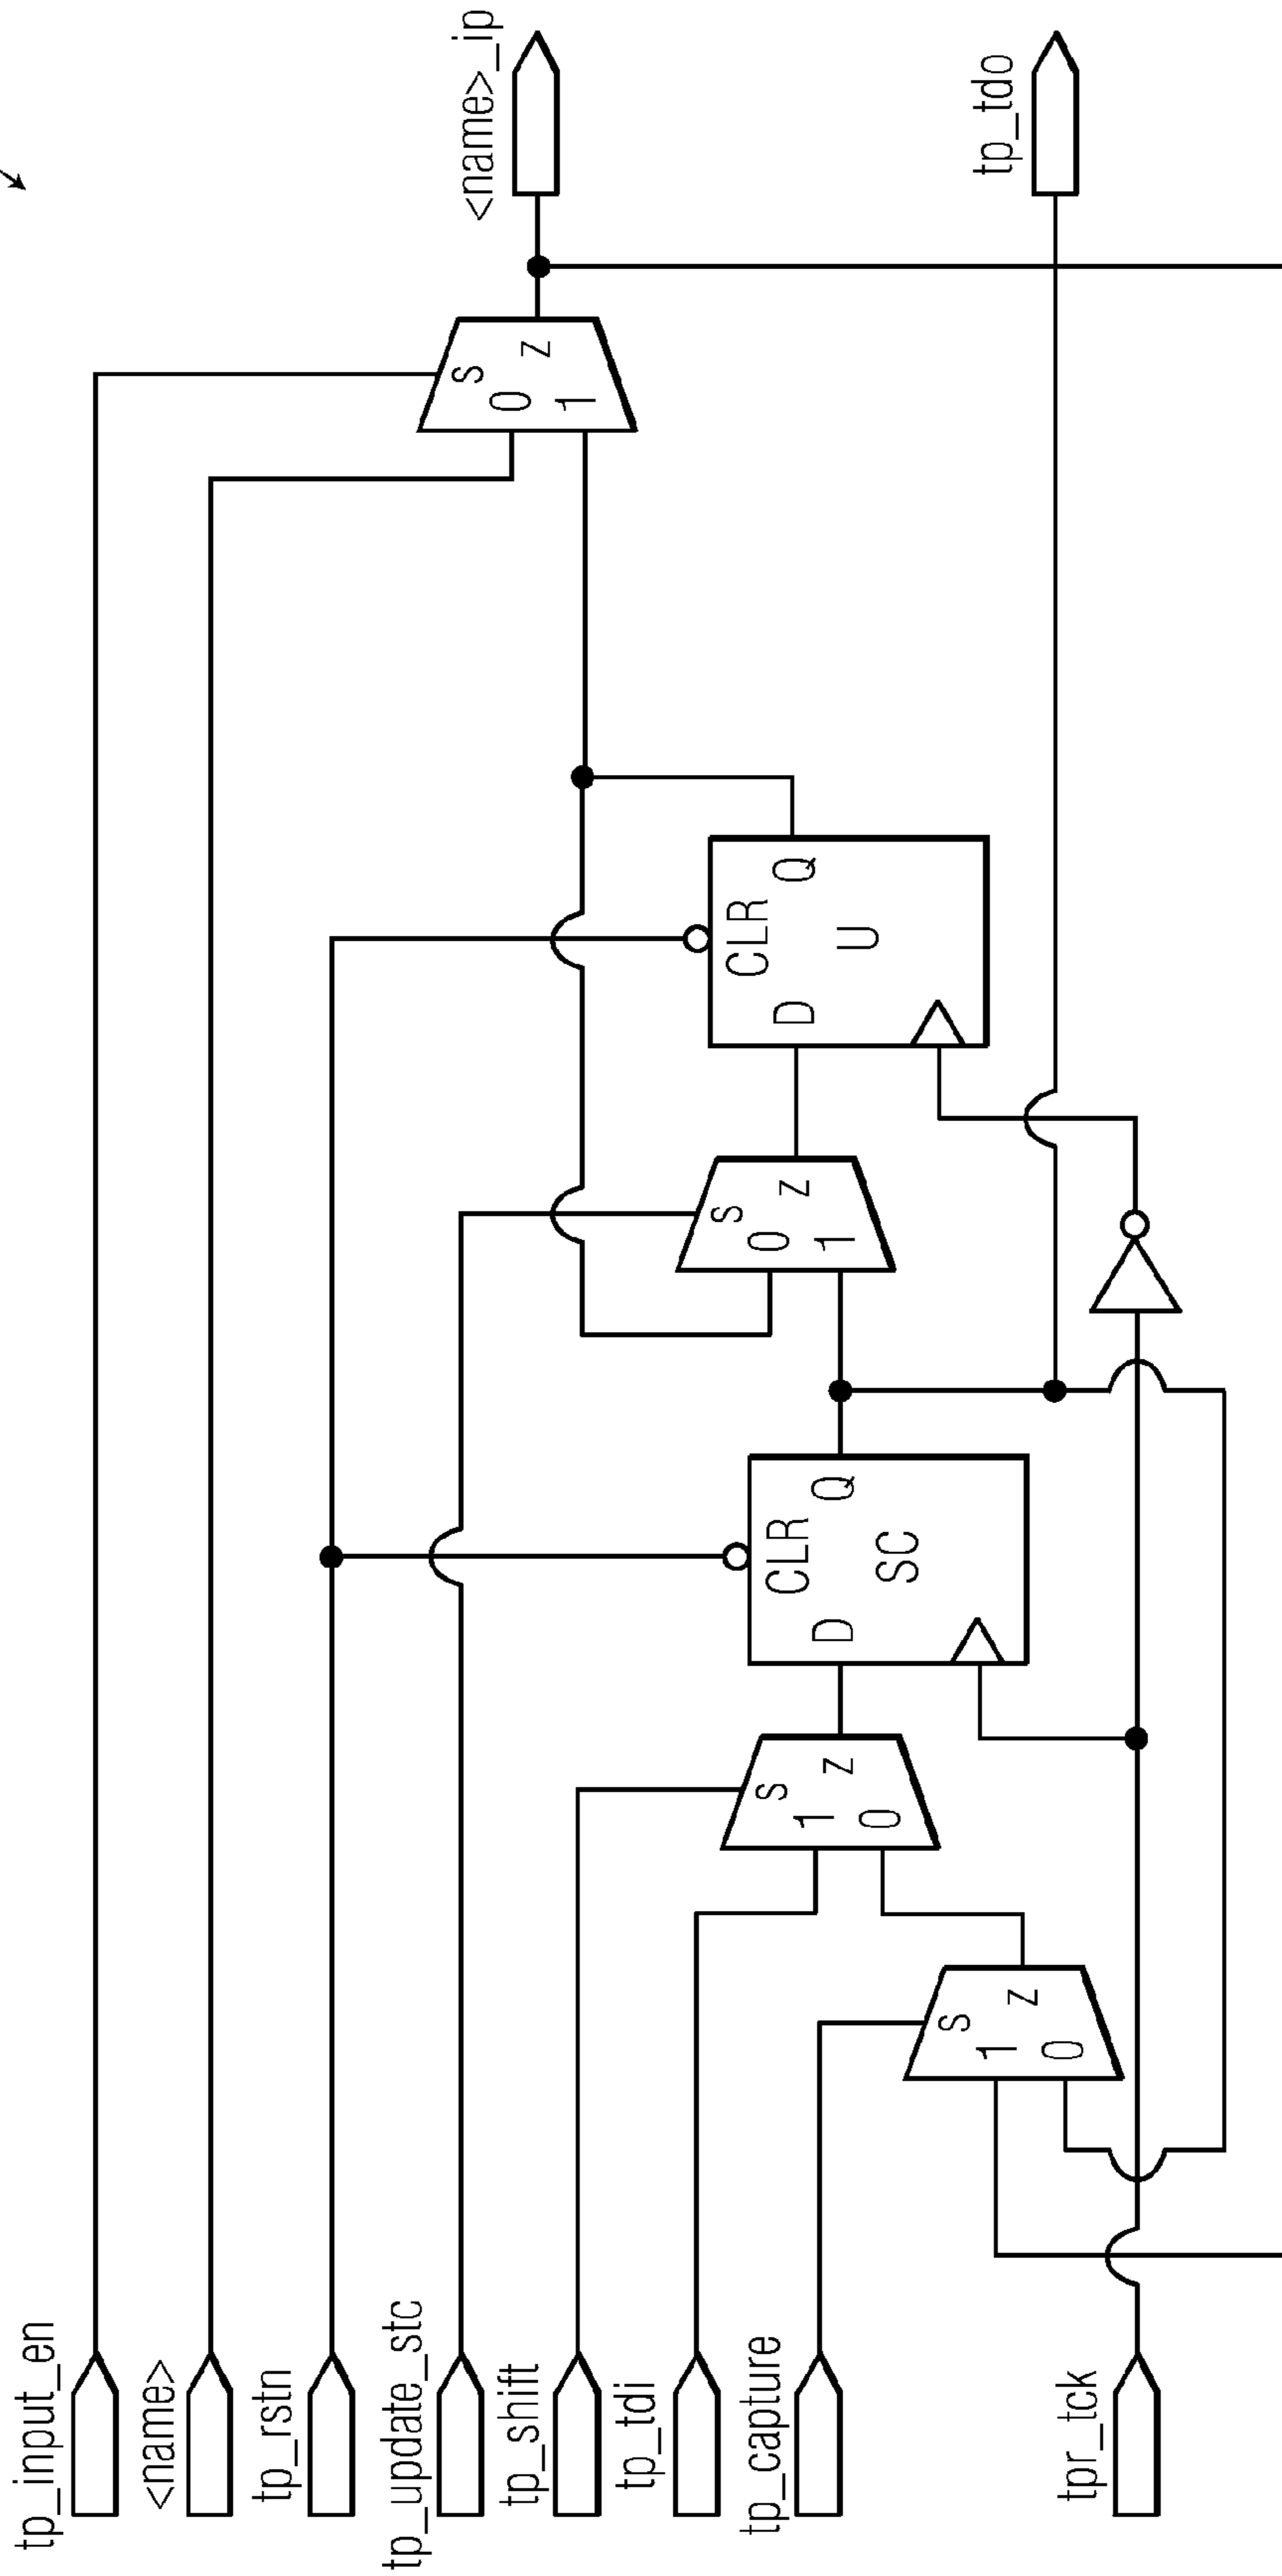 tp_input_en
<name>
tp_rstn
tp_update_stc
tp_shift
tp_tdi
tp_capture
tpr_tck
s
1
0
z
s
1
0
z
D
CLR
Q
SC
s
0
1
z
D
CLR
Q
U
s
0
1
z
<name>_ip
tp_tdo